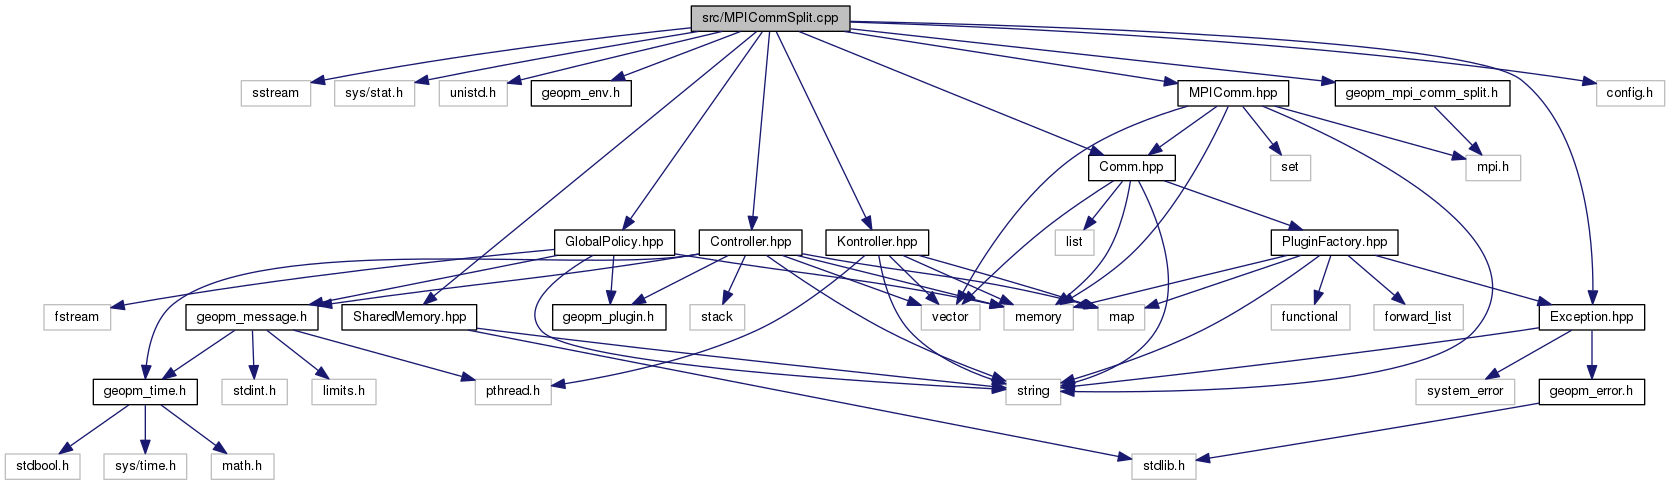 src/MPICommSplit.cpp
sstream
sys/stat.h
unistd.h
geopm_env.h
MPIComm.hpp
geopm_mpi_comm_split.h
config.h
Comm.hpp
set
mpi.h
GlobalPolicy.hpp
Controller.hpp
Kontroller.hpp
list
PluginFactory.hpp
fstream
geopm_message.h
SharedMemory.hpp
geopm_plugin.h
stack
vector
memory
map
functional
forward_list
Exception.hpp
geopm_time.h
stdint.h
limits.h
pthread.h
string
system_error
geopm_error.h
stdbool.h
sys/time.h
math.h
stdlib.h